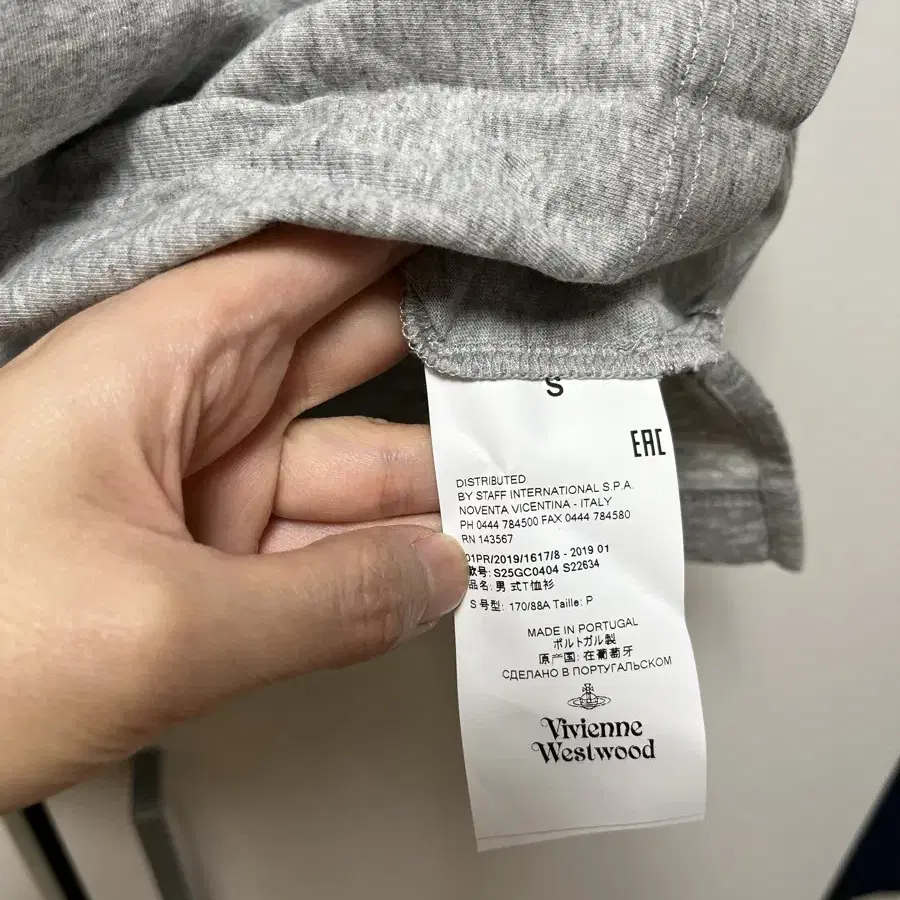 S
EAC
DISTRIBUTED
BY STAFF INTERNATIONAL S.P.A.
NOVENTA VICENTINA - ITALY
PH 0444 784500 FAX 0444 784580
RN 143567
01PR/2019/1617/8 - 2019 01
款号: S25GC0404 S22634
品名: 男式T恤衫
S 号型: 170/88A Taille: P
MADE IN PORTUGAL
ポルトガル製
原产国: 在葡萄牙
СДЕЛАНО В ПОРТУГАЛЬСКОМ
Vivienne
Westwood